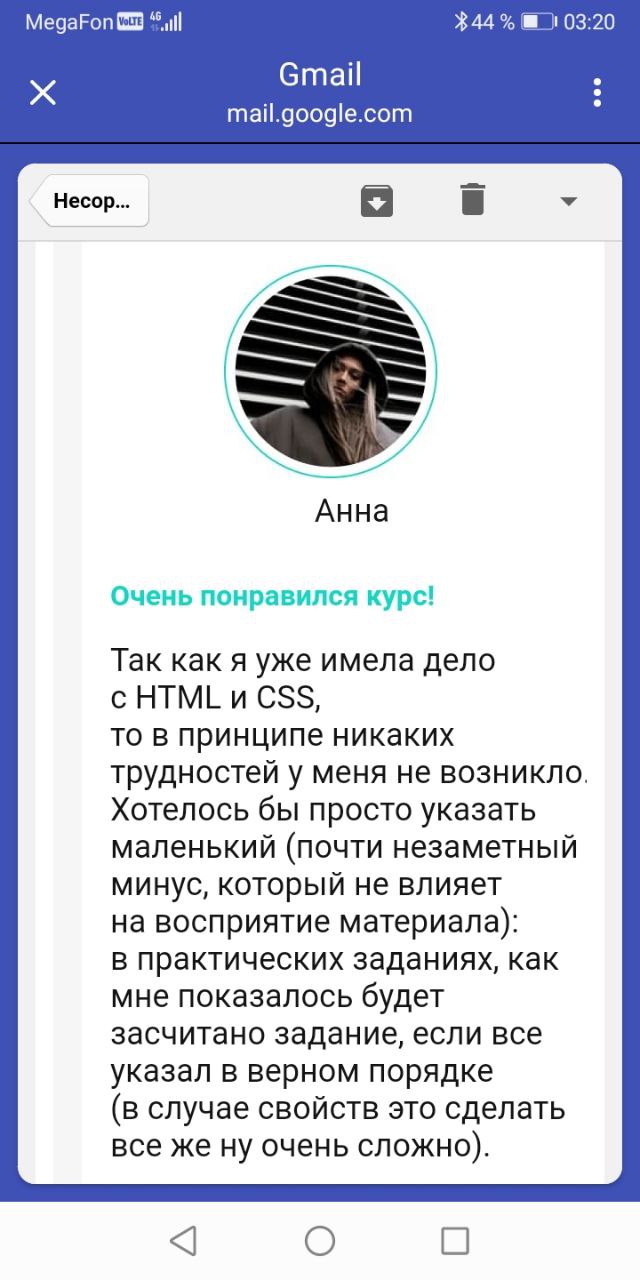 MegaFon VoLTE 4G 44 % 03:20
Gmail
mail.google.com
Несор...
Анна
Очень понравился курс!
Так как я уже имела дело
с HTML и CSS,
то в принципе никаких
трудностей у меня не возникло.
Хотелось бы просто указать
маленький (почти незаметный
минус, который не влияет
на восприятие материала):
в практических заданиях, как
мне показалось будет
засчитано задание, если все
указал в верном порядке
(в случае свойств это сделать
все же ну очень сложно).